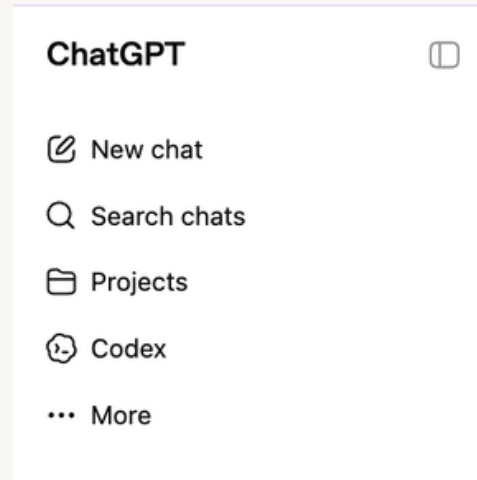 ChatGPT
New chat
Search chats
Projects
Codex
More